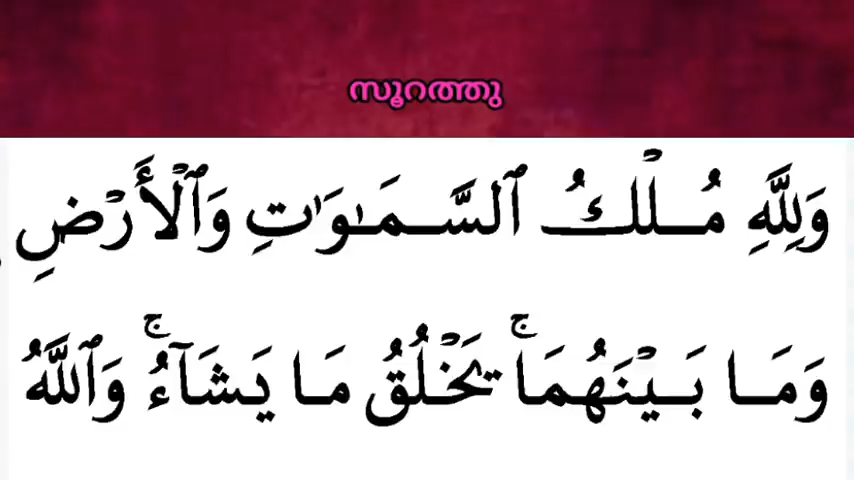 സൂറത്തു
وَلِلَّهِ مُلْكُ ٱلسَّمَـٰوَٰتِ وَٱلْأَرْضِ
وَمَا بَيْنَهُمَا ۚ يَخْلُقُ مَا يَشَآءُ ۚ وَٱللَّهُ